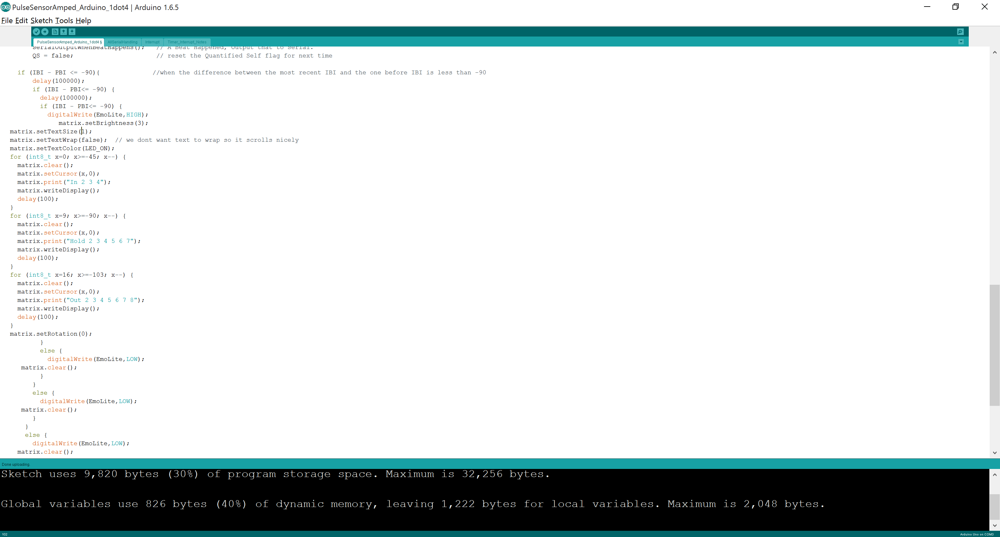 PulseSensorAmped_Arduino_1dot4 | Arduino 1.6.5
File Edit Sketch Tools Help
PulseSensorAmped_Arduino_1dot4 § AllSerialHandling Interrupt Timer_Interrupt_Notes
serialOutputWhenBeatHappens();   // A Beat Happened, Output that to serial.
QS = false;                      // reset the Quantified Self flag for next time
if (IBI - PBI <= -90){              //when the difference between the most recent IBI and the one before IBI is less than -90
delay(100000);
if (IBI - PBI<= -90) {
delay(100000);
if (IBI - PBI<= -90) {
digitalWrite(EmoLite,HIGH);
matrix.setBrightness(3);
matrix.setTextSize(1);
matrix.setTextWrap(false);  // we dont want text to wrap so it scrolls nicely
matrix.setTextColor(LED_ON);
for (int8_t x=0; x>=-45; x--) {
matrix.clear();
matrix.setCursor(x,0);
matrix.print("In 2 3 4");
matrix.writeDisplay();
delay(100);
}
for (int8_t x=9; x>=-90; x--) {
matrix.clear();
matrix.setCursor(x,0);
matrix.print("Hold 2 3 4 5 6 7");
matrix.writeDisplay();
delay(100);
}
for (int8_t x=16; x>=-103; x--) {
matrix.clear();
matrix.setCursor(x,0);
matrix.print("Out 2 3 4 5 6 7 8");
matrix.writeDisplay();
delay(100);
}
matrix.setRotation(0);
}
else {
digitalWrite(EmoLite,LOW);
matrix.clear();
}
}
else {
digitalWrite(EmoLite,LOW);
matrix.clear();
}
}
else {
digitalWrite(EmoLite,LOW);
matrix.clear();
Done uploading.
Sketch uses 9,820 bytes (30%) of program storage space. Maximum is 32,256 bytes.
Global variables use 826 bytes (40%) of dynamic memory, leaving 1,222 bytes for local variables. Maximum is 2,048 bytes.
102
Arduino Uno on COM3